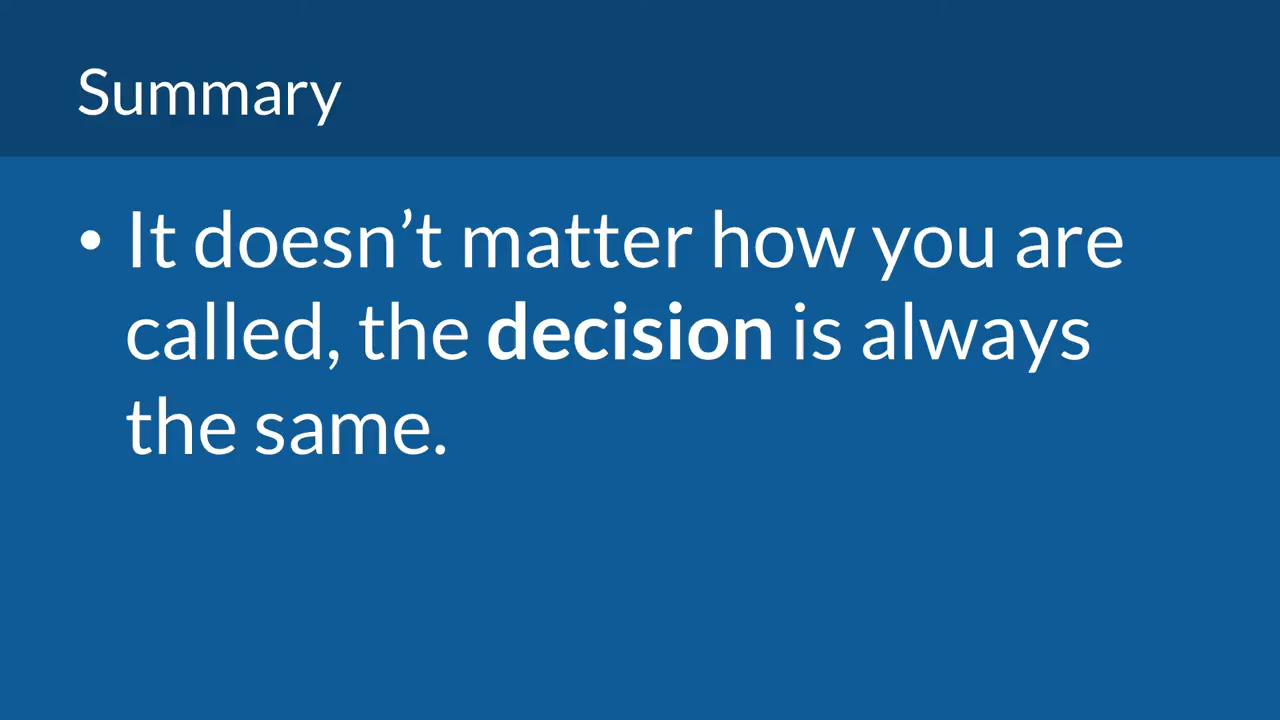 Summary
• It doesn’t matter how you are
called, the decision is always
the same.